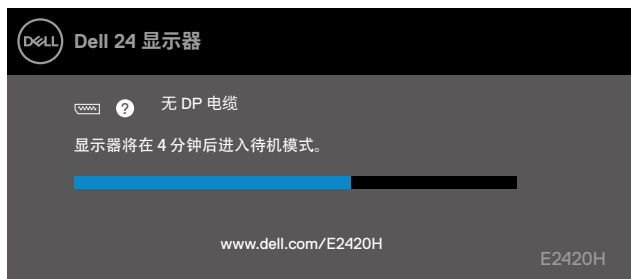 DELL
Dell 24 显示器
? 无 DP 电缆
显示器将在 4 分钟后进入待机模式。
www.dell.com/E2420H
E2420H